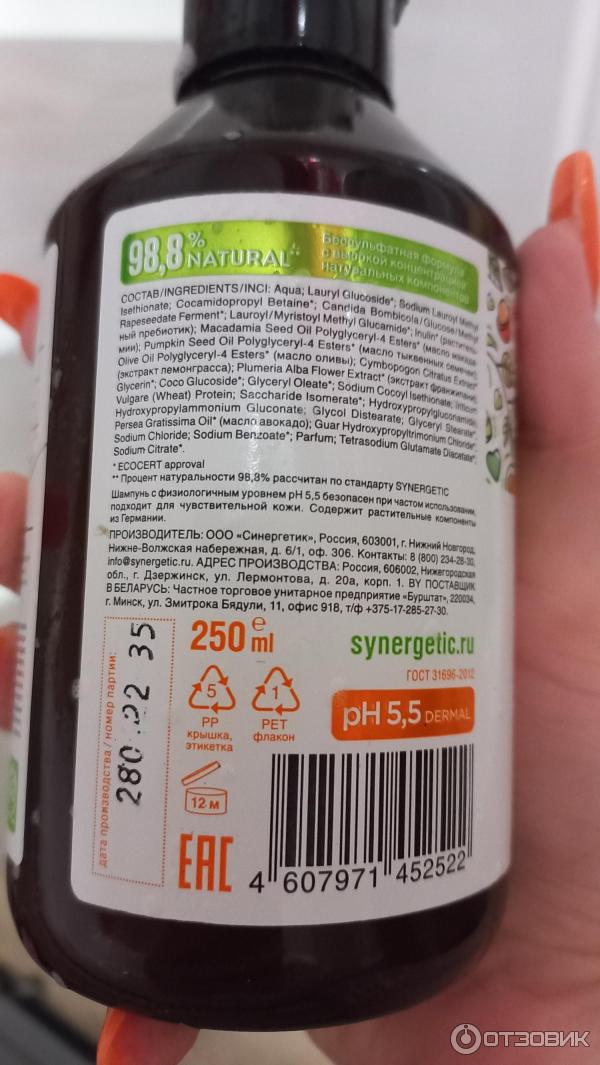 98,8% NATURAL**
Бессульфатная формула
с высокой концентрацией
натуральных компонентов
СОСТАВ/INGREDIENTS/INCI: Aqua; Lauryl Glucoside*; Sodium Lauroyl Methyl
Isethionate; Cocamidopropyl Betaine*; Candida Bombicola/Glucose/Methyl
Rapeseedate Ferment*; Lauroyl/Myristoyl Methyl Glucamide*; Inulin* (раститель-
ный пребиотик); Macadamia Seed Oil Polyglyceryl-4 Esters* (масло макада-
мии); Pumpkin Seed Oil Polyglyceryl-4 Esters* (масло тыквенных семечек);
Olive Oil Polyglyceryl-4 Esters* (масло оливы); Cymbopogon Citratus Extract*
(экстракт лемонграсса); Plumeria Alba Flower Extract* (экстракт франжипани);
Glycerin*; Coco Glucoside*; Glyceryl Oleate*; Sodium Cocoyl Isethionate; Triticum
Vulgare (Wheat) Protein; Saccharide Isomerate*; Hydroxypropylgluconamide;
Hydroxypropylammonium Gluconate; Glycol Distearate; Glyceryl Stearate*;
Persea Gratissima Oil* (масло авокадо); Guar Hydroxypropyltrimonium Chloride*;
Sodium Chloride; Sodium Benzoate*; Parfum; Tetrasodium Glutamate Diacetate*;
Sodium Citrate*.
* ECOCERT approval
** Процент натуральности 98,8% рассчитан по стандарту SYNERGETIC
Шампунь с физиологичным уровнем pH 5,5 безопасен при частом использовании,
подходит для чувствительной кожи. Содержит растительные компоненты
из Германии.
ПРОИЗВОДИТЕЛЬ: ООО «Синергетик», Россия, 603001, г. Нижний Новгород,
Нижне-Волжская набережная, д. 6/1, оф. 306. Контакты: 8 (800) 234-28-30,
info@synergetic.ru. АДРЕС ПРОИЗВОДСТВА: Россия, 606002, Нижегородская
обл., г. Дзержинск, ул. Лермонтова, д. 20а, корп. 1. BY ПОСТАВЩИК
В БЕЛАРУСЬ: Частное торговое унитарное предприятие «Бурштат», 220034,
г. Минск, ул. Змитрока Бядули, 11, офис 918, т/ф +375-17-285-27-30.
дата производства / номер партии:
280 22 35
250 ml e
synergetic.ru
ГОСТ 31696-2012
5
PP
крышка,
этикетка
1
PET
флакон
pH 5,5 DERMAL
12 м
EAC
4 607971 452522
ОТЗОВИК